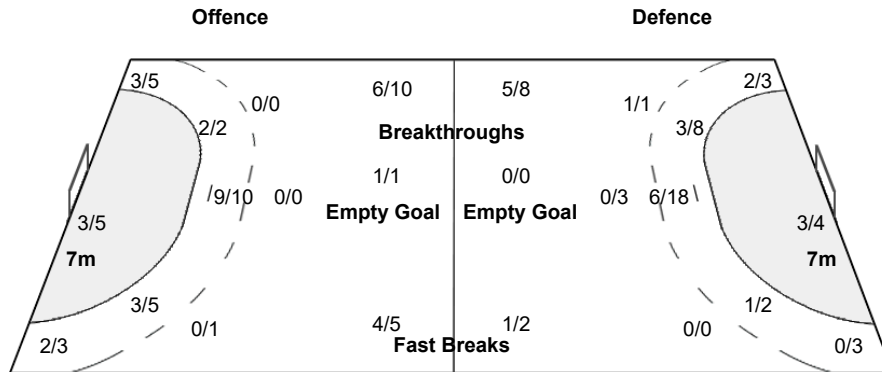 Offence Defence
3/5 6/10 5/8 2/3
0/0 1/1
2/2 Breakthroughs 3/8
1/1 0/0
9/10 0/0 0/3 6/18
Empty Goal Empty Goal
3/5 3/4
7m 7m
3/5 1/2
0/1 4/5 1/2 0/0
2/3 Fast Breaks 0/3